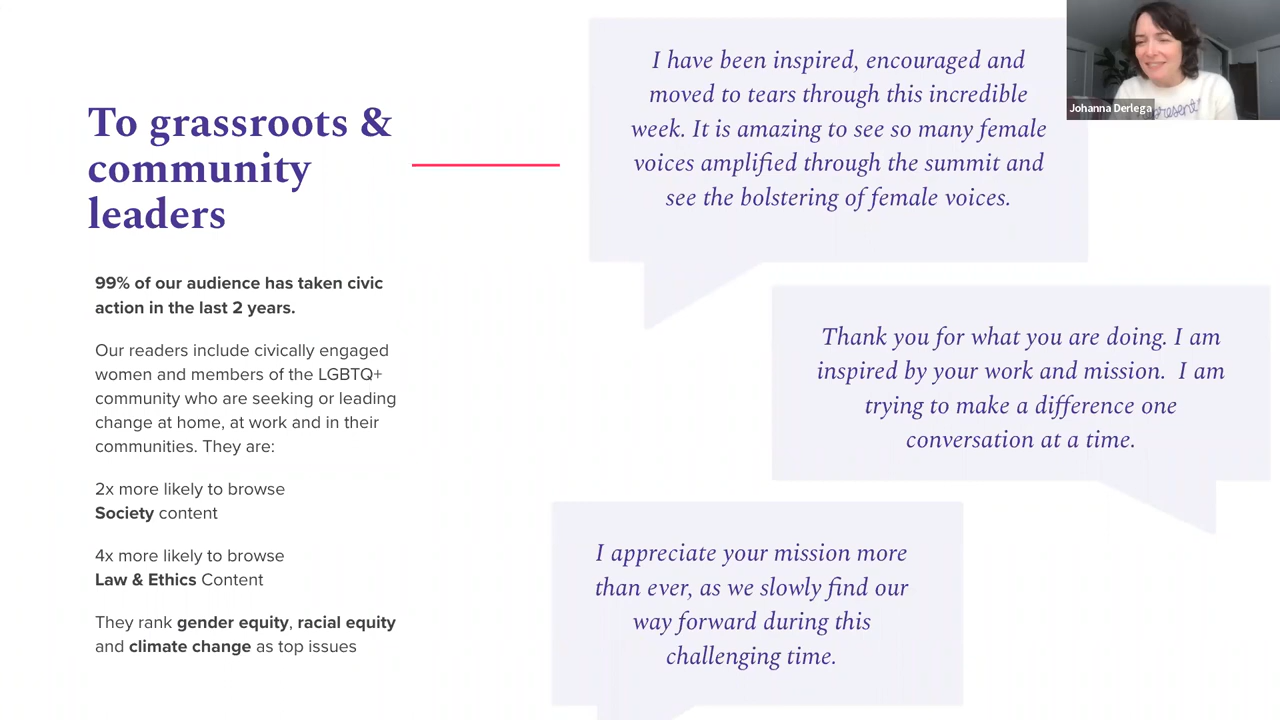 To grassroots &
community
leaders
99% of our audience has taken civic
action in the last 2 years.
Our readers include civically engaged
women and members of the LGBTQ+
community who are seeking or leading
change at home, at work and in their
communities. They are:
2x more likely to browse
Society content
4x more likely to browse
Law & Ethics Content
They rank gender equity, racial equity
and climate change as top issues
I have been inspired, encouraged and
moved to tears through this incredible
week. It is amazing to see so many female
voices amplified through the summit and
see the bolstering of female voices.
Thank you for what you are doing. I am
inspired by your work and mission.  I am
trying to make a difference one
conversation at a time.
I appreciate your mission more
than ever, as we slowly find our
way forward during this
challenging time.
Johanna Derlega